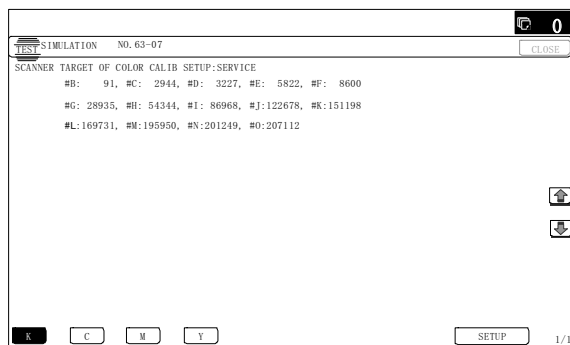 0
TEST SIMULATION NO.63-07
CLOSE
SCANNER TARGET OF COLOR CALIB SETUP:SERVICE
#B: 91, #C: 2944, #D: 3227, #E: 5822, #F: 8600
#G: 28935, #H: 54344, #I: 86968, #J:122678, #K:151198
#L:169731, #M:195950, #N:201249, #O:207112
K C M Y SETUP 1/1